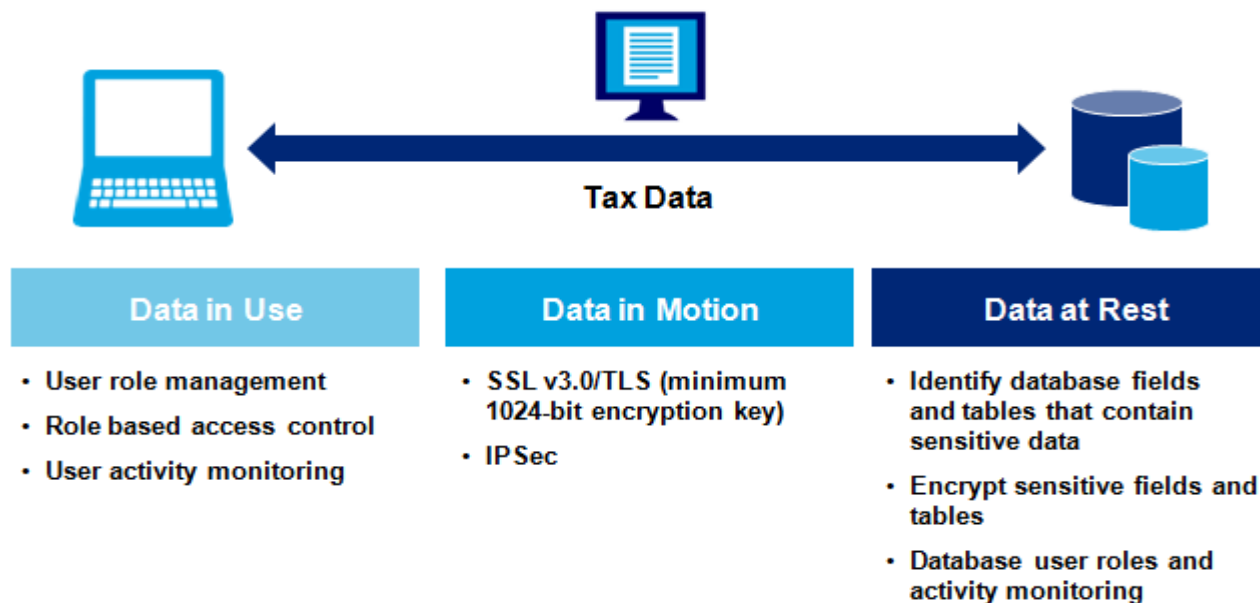 Tax Data
Data in Use
• User role management
• Role based access control
• User activity monitoring
Data in Motion
• SSL v3.0/TLS (minimum
1024-bit encryption key)
• IPSec
Data at Rest
• Identify database fields
and tables that contain
sensitive data
• Encrypt sensitive fields and
tables
• Database user roles and
activity monitoring